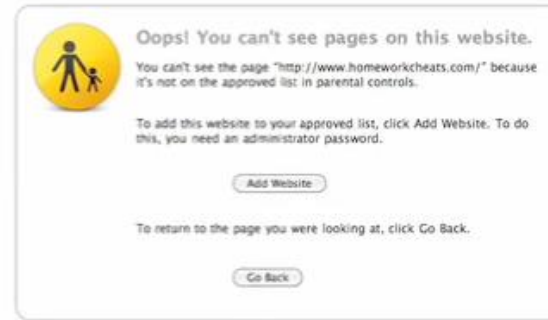 Oops! You can't see pages on this website.
You can't see the page "http://www.homeworkcheats.com/" because
it's not on the approved list in parental controls.
To add this website to your approved list, click Add Website. To do
this, you need an administrator password.
Add Website
To return to the page you were looking at, click Go Back.
Go Back